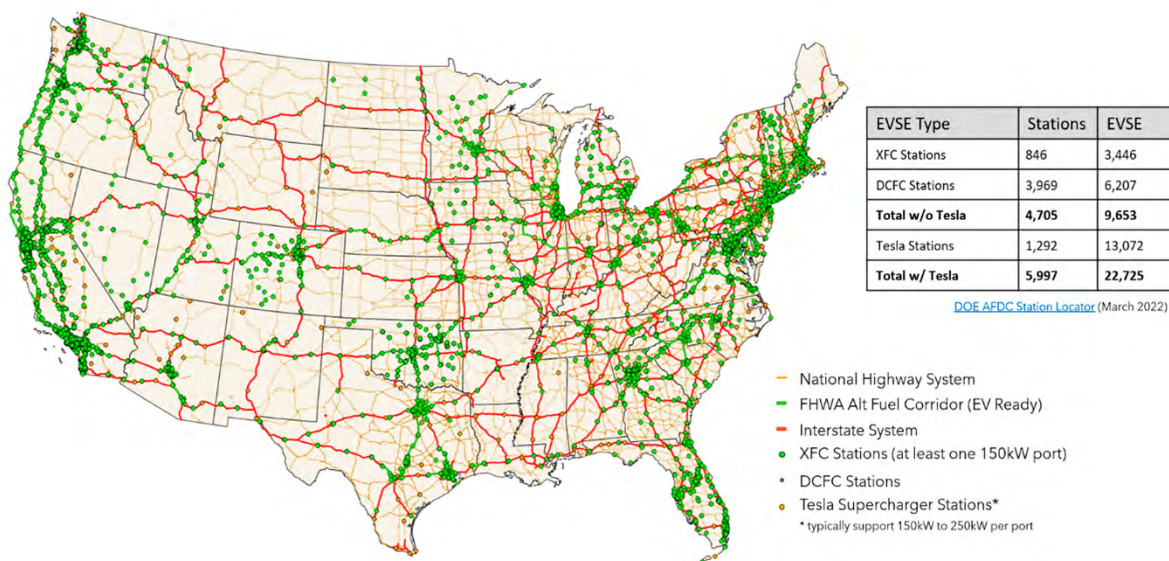 EVSE Type Stations EVSE
XFC Stations 846 3,446
DCFC Stations 3,969 6,207
Total w/o Tesla 4,705 9,653
Tesla Stations 1,292 13,072
Total w/ Tesla 5,997 22,725
DOE AFDC Station Locator (March 2022)
National Highway System
FHWA Alt Fuel Corridor (EV Ready)
Interstate System
XFC Stations (at least one 150kW port)
DCFC Stations
Tesla Supercharger Stations*
* typically support 150kW to 250kW per port